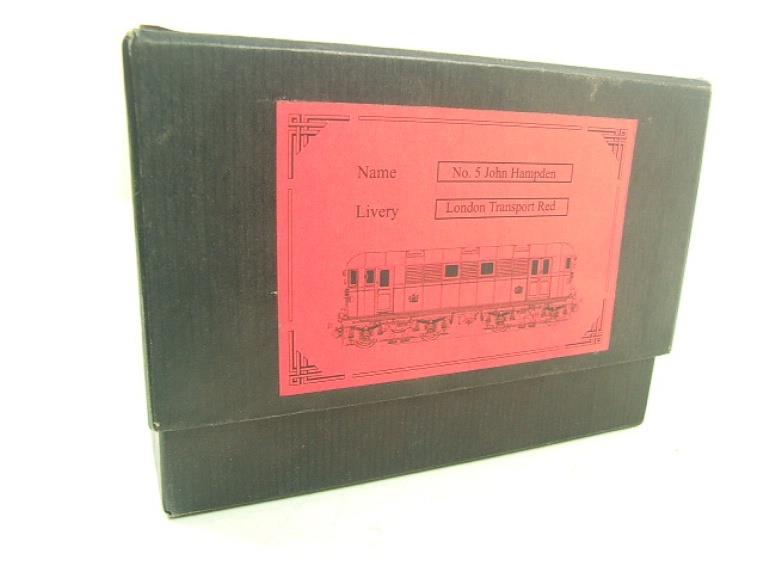 Name No. 5 John Hampden
Livery London Transport Red